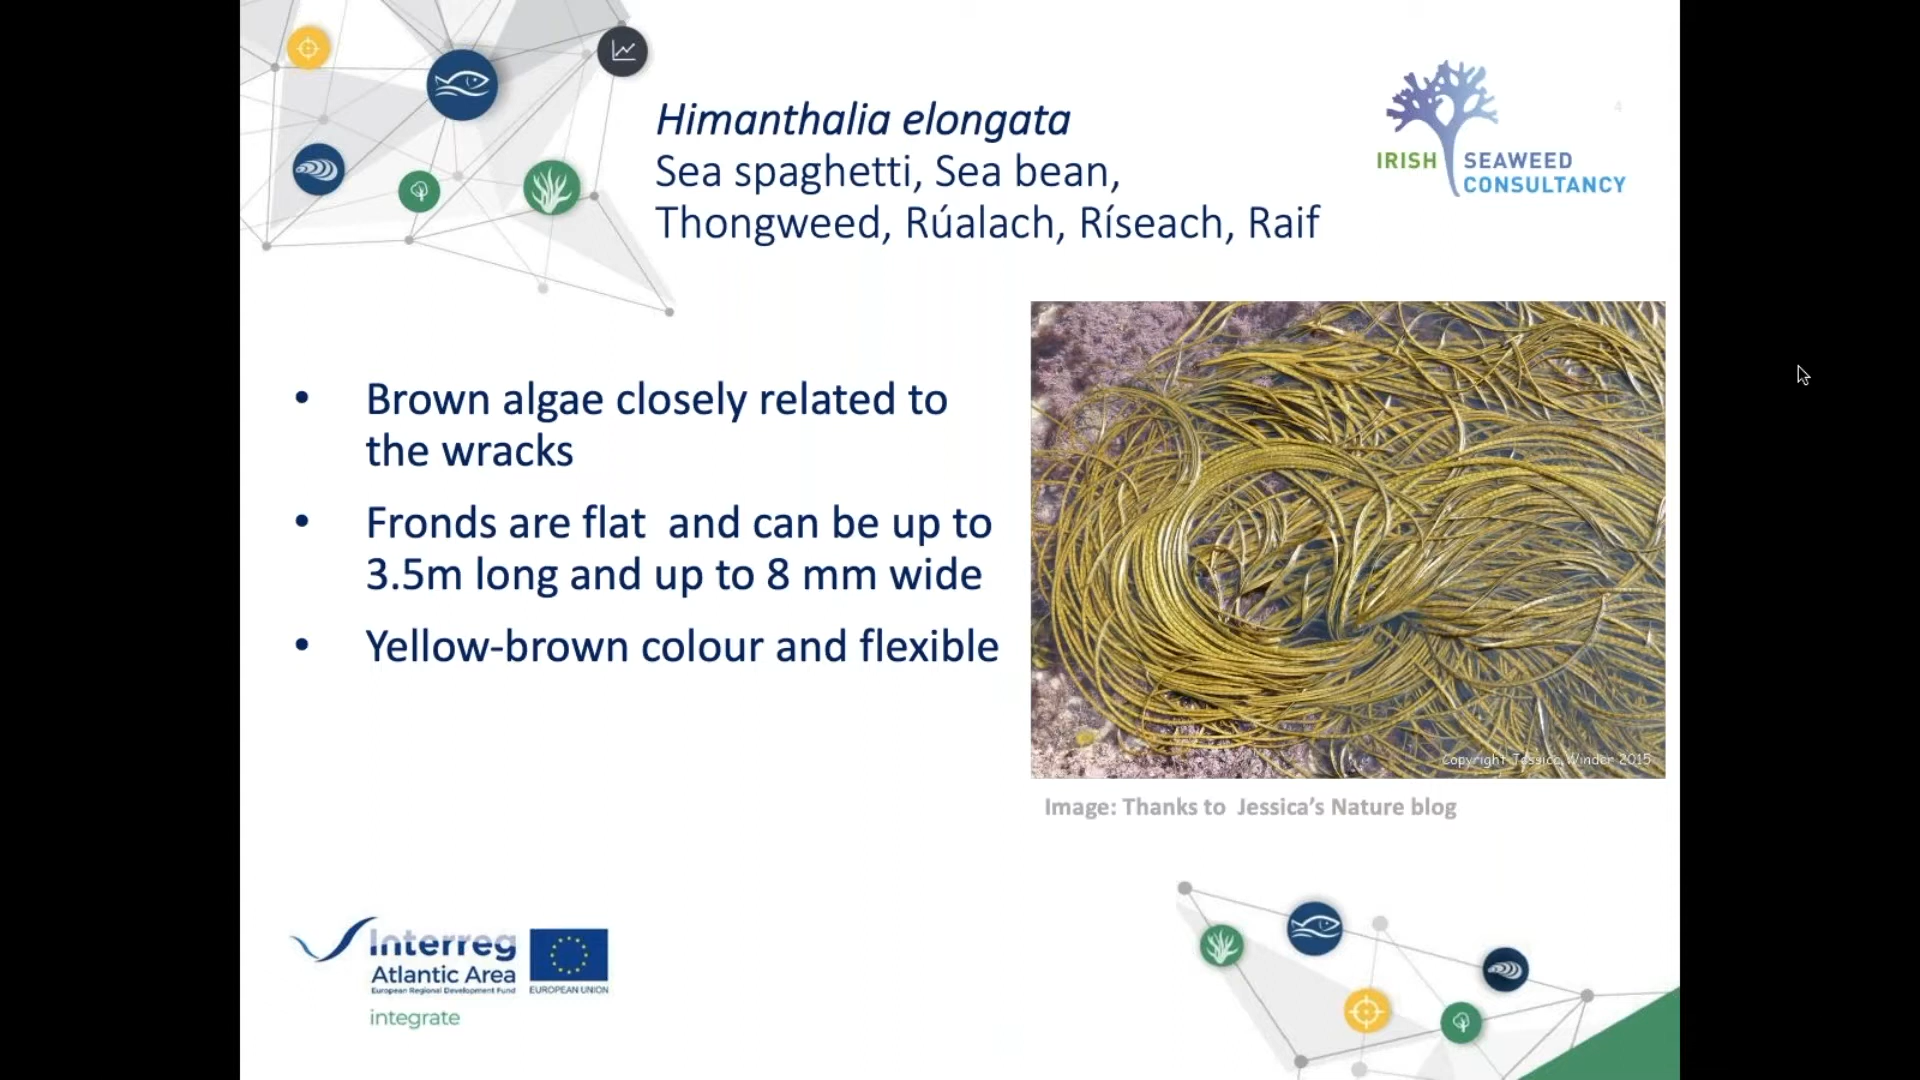 Himanthalia elongata
Sea spaghetti, Sea bean,
Thongweed, Rúalach, Ríseach, Raif
4
IRISH SEAWEED
CONSULTANCY
• Brown algae closely related to
the wracks
• Fronds are flat and can be up to
3.5m long and up to 8 mm wide
• Yellow-brown colour and flexible
Copyright Jessica Winder 2015
Image: Thanks to Jessica’s Nature blog
Interreg
Atlantic Area
European Regional Development Fund
EUROPEAN UNION
integrate